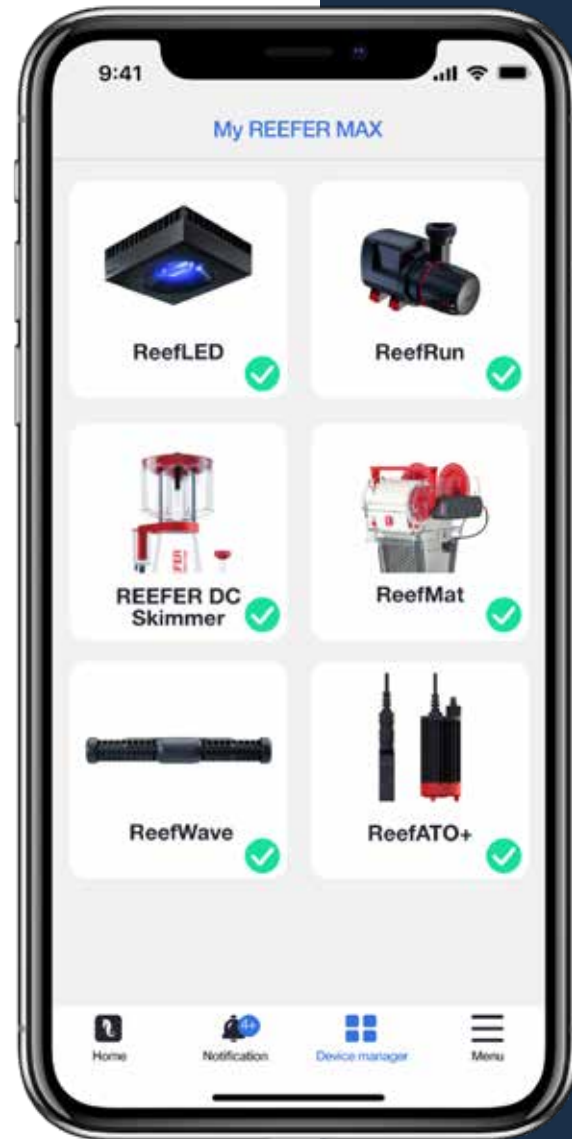 9:41
My REEFER MAX
ReefLED
ReefRun
REEFER DC
Skimmer
ReefMat
ReefWave
ReefATO+
4+
Home
Notification
Device manager
Menu